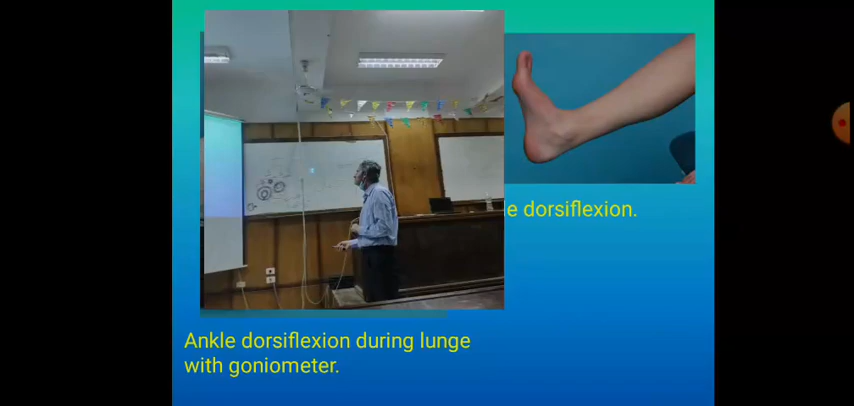 e dorsiflexion.
Ankle dorsiflexion during lunge
with goniometer.